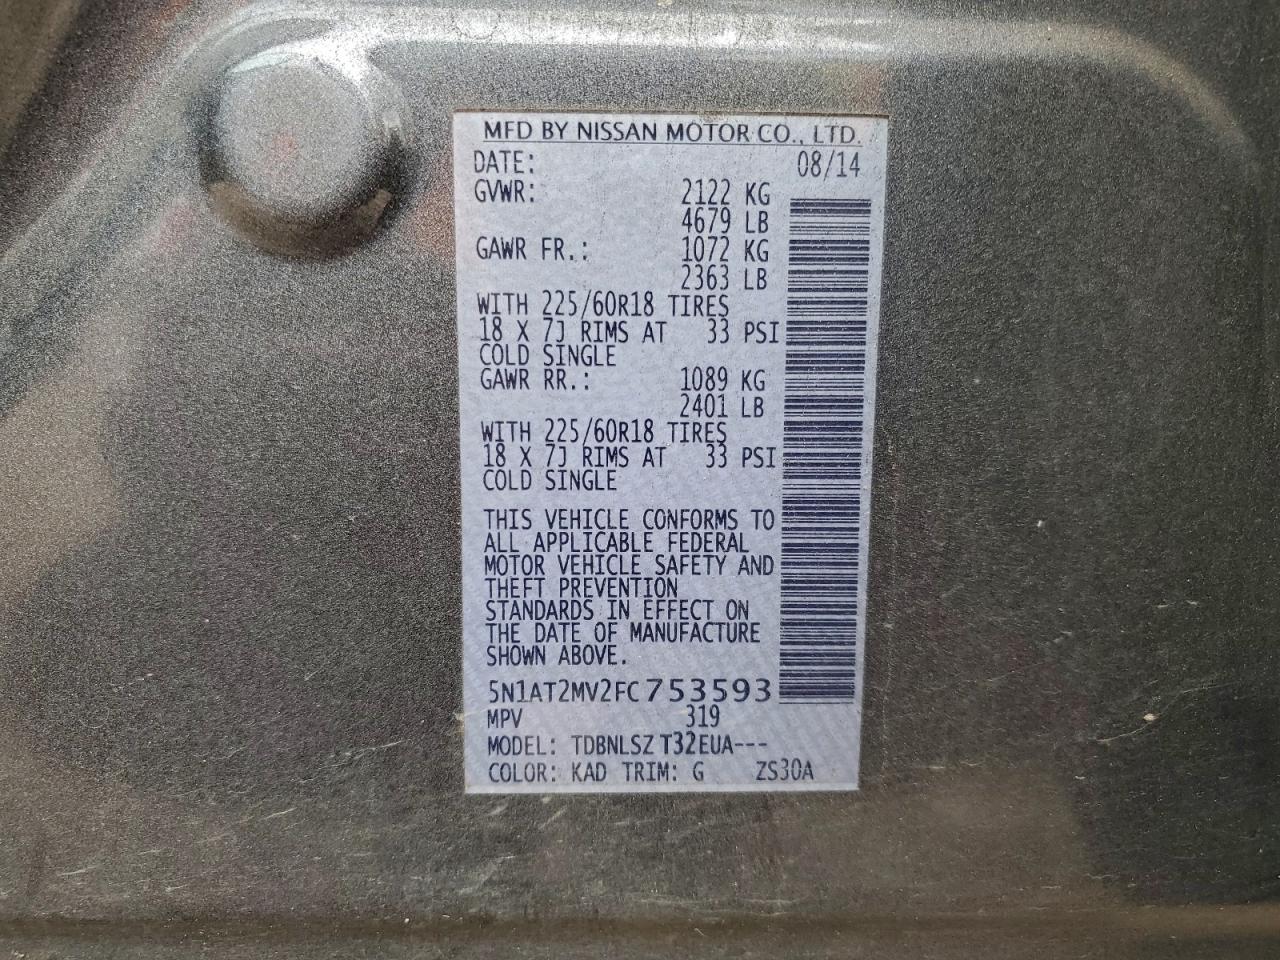 MFD BY NISSAN MOTOR CO., LTD.
DATE: 08/14
GVWR: 2122 KG
4679 LB
GAWR FR.: 1072 KG
2363 LB
WITH 225/60R18 TIRES
18 X 7J RIMS AT 33 PSI
COLD SINGLE
GAWR RR.: 1089 KG
2401 LB
WITH 225/60R18 TIRES
18 X 7J RIMS AT 33 PSI
COLD SINGLE
THIS VEHICLE CONFORMS TO
ALL APPLICABLE FEDERAL
MOTOR VEHICLE SAFETY AND
THEFT PREVENTION
STANDARDS IN EFFECT ON
THE DATE OF MANUFACTURE
SHOWN ABOVE.
5N1AT2MV2FC753593
MPV 319
MODEL: TDBNLSZ T32EUA---
COLOR: KAD TRIM: G ZS30A